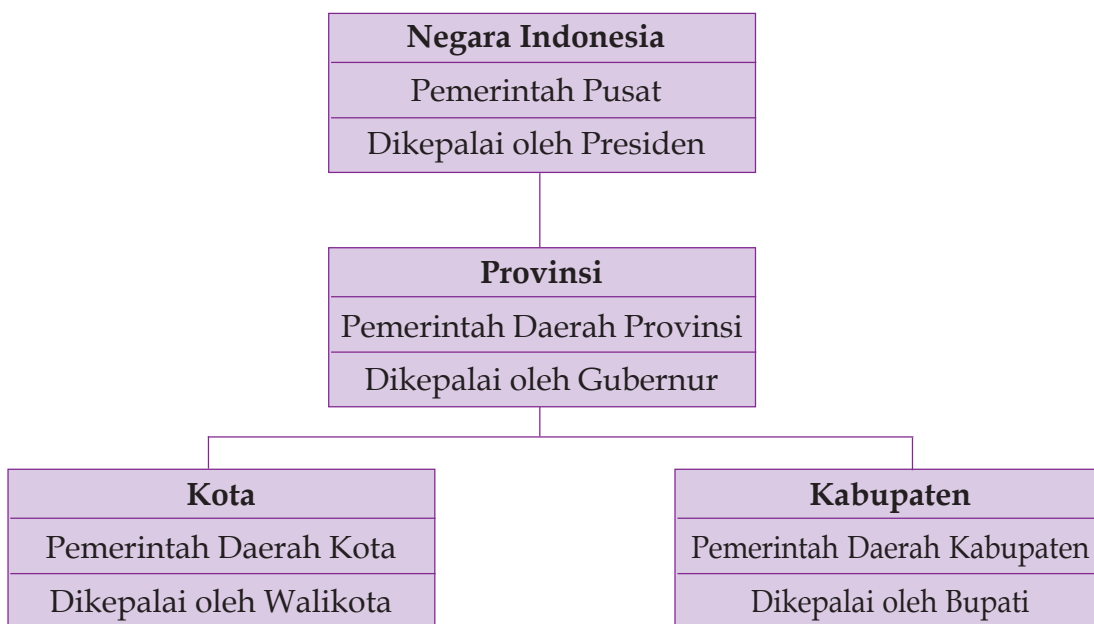 Negara Indonesia
Pemerintah Pusat
Dikepalai oleh Presiden
Provinsi
Pemerintah Daerah Provinsi
Dikepalai oleh Gubernur
Kota
Pemerintah Daerah Kota
Dikepalai oleh Walikota
Kabupaten
Pemerintah Daerah Kabupaten
Dikepalai oleh Bupati